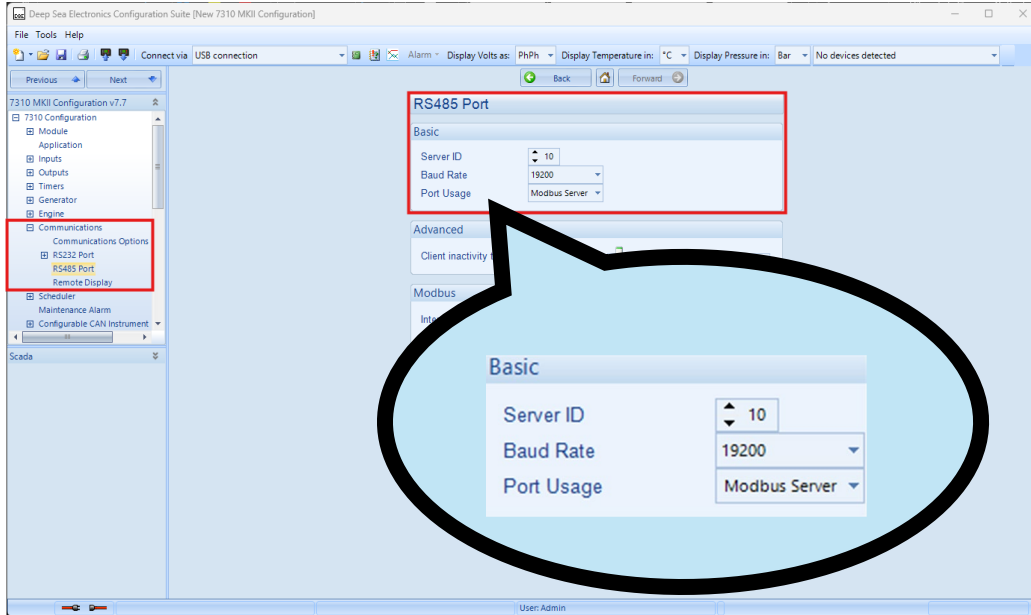 Deep Sea Electronics Configuration Suite [New 7310 MKII Configuration]
File Tools Help
Connect via USB connection Alarm Display Volts as: PhPh Display Temperature in: °C Display Pressure in: Bar No devices detected
Previous Next
Back Forward
7310 MKII Configuration v7.7
7310 Configuration
Module
Application
Inputs
Outputs
Timers
Generator
Engine
Communications
Communications Options
RS232 Port
RS485 Port
Remote Display
Scheduler
Maintenance Alarm
Configurable CAN Instrument
Scada
RS485 Port
Basic
Server ID 10
Baud Rate 19200
Port Usage Modbus Server
Advanced
Client inactivity
Modbus
Basic
Server ID 10
Baud Rate 19200
Port Usage Modbus Server
User: Admin